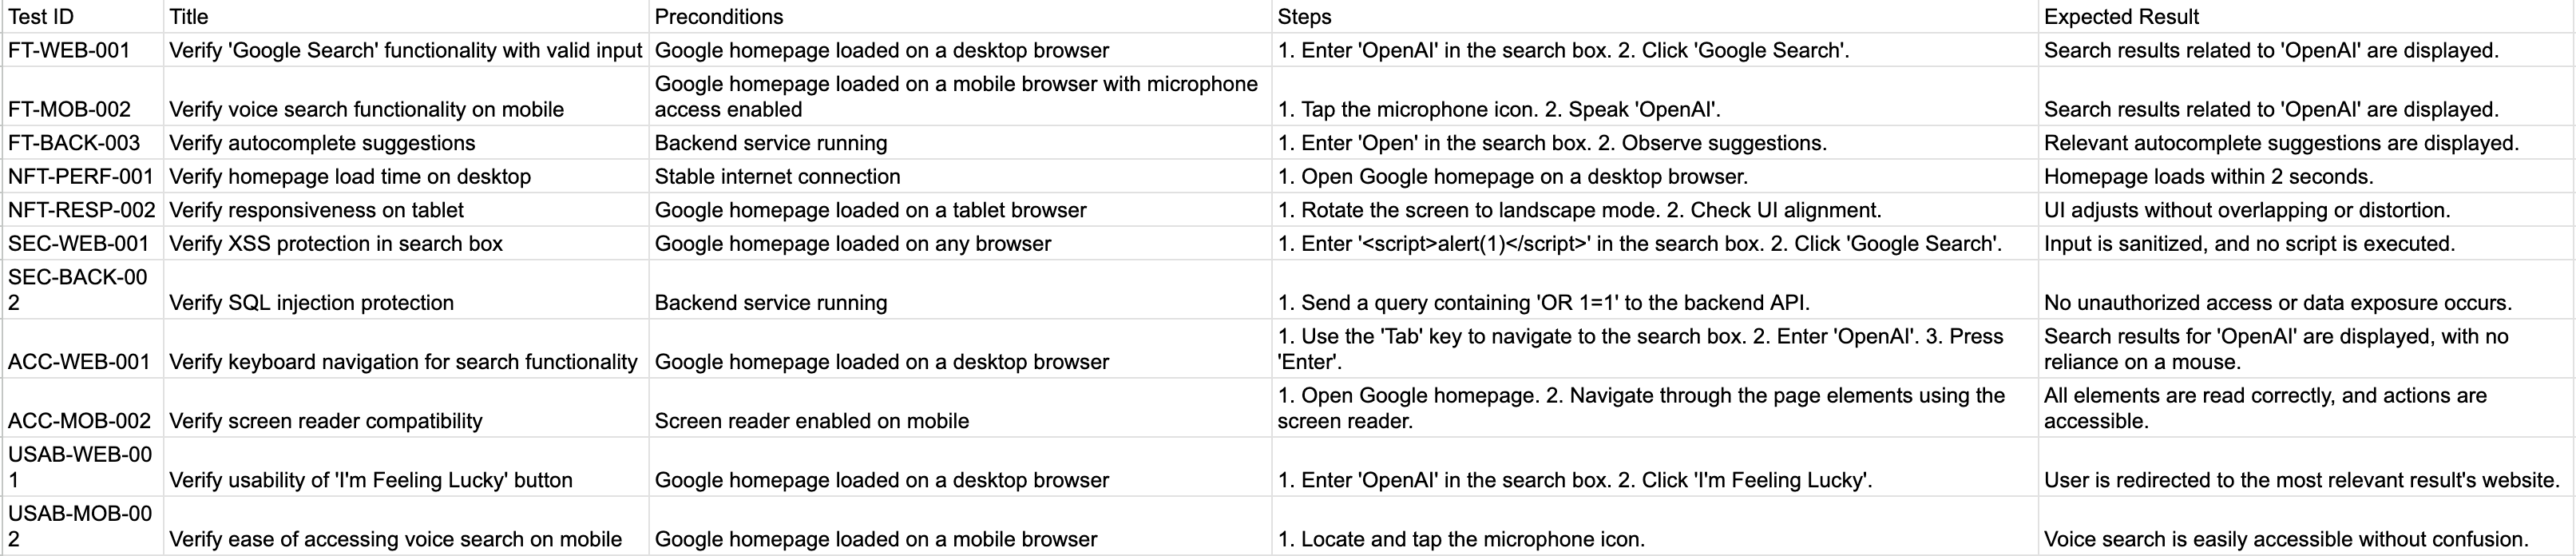 Test ID Title Preconditions Steps Expected Result
FT-WEB-001 Verify 'Google Search' functionality with valid input Google homepage loaded on a desktop browser 1. Enter 'OpenAI' in the search box. 2. Click 'Google Search'. Search results related to 'OpenAI' are displayed.
Google homepage loaded on a mobile browser with microphone
FT-MOB-002 Verify voice search functionality on mobile access enabled 1. Tap the microphone icon. 2. Speak 'OpenAI'. Search results related to 'OpenAI' are displayed.
FT-BACK-003 Verify autocomplete suggestions Backend service running 1. Enter 'Open' in the search box. 2. Observe suggestions. Relevant autocomplete suggestions are displayed.
NFT-PERF-001 Verify homepage load time on desktop Stable internet connection 1. Open Google homepage on a desktop browser. Homepage loads within 2 seconds.
NFT-RESP-002 Verify responsiveness on tablet Google homepage loaded on a tablet browser 1. Rotate the screen to landscape mode. 2. Check UI alignment. UI adjusts without overlapping or distortion.
SEC-WEB-001 Verify XSS protection in search box Google homepage loaded on any browser 1. Enter '<script>alert(1)</script>' in the search box. 2. Click 'Google Search'. Input is sanitized, and no script is executed.
SEC-BACK-00
2 Verify SQL injection protection Backend service running 1. Send a query containing 'OR 1=1' to the backend API. No unauthorized access or data exposure occurs.
1. Use the 'Tab' key to navigate to the search box. 2. Enter 'OpenAI'. 3. Press Search results for 'OpenAI' are displayed, with no
ACC-WEB-001 Verify keyboard navigation for search functionality Google homepage loaded on a desktop browser 'Enter'. reliance on a mouse.
1. Open Google homepage. 2. Navigate through the page elements using the All elements are read correctly, and actions are
ACC-MOB-002 Verify screen reader compatibility Screen reader enabled on mobile screen reader. accessible.
USAB-WEB-00
1 Verify usability of 'I'm Feeling Lucky' button Google homepage loaded on a desktop browser 1. Enter 'OpenAI' in the search box. 2. Click 'I'm Feeling Lucky'. User is redirected to the most relevant result's website.
USAB-MOB-00
2 Verify ease of accessing voice search on mobile Google homepage loaded on a mobile browser 1. Locate and tap the microphone icon. Voice search is easily accessible without confusion.